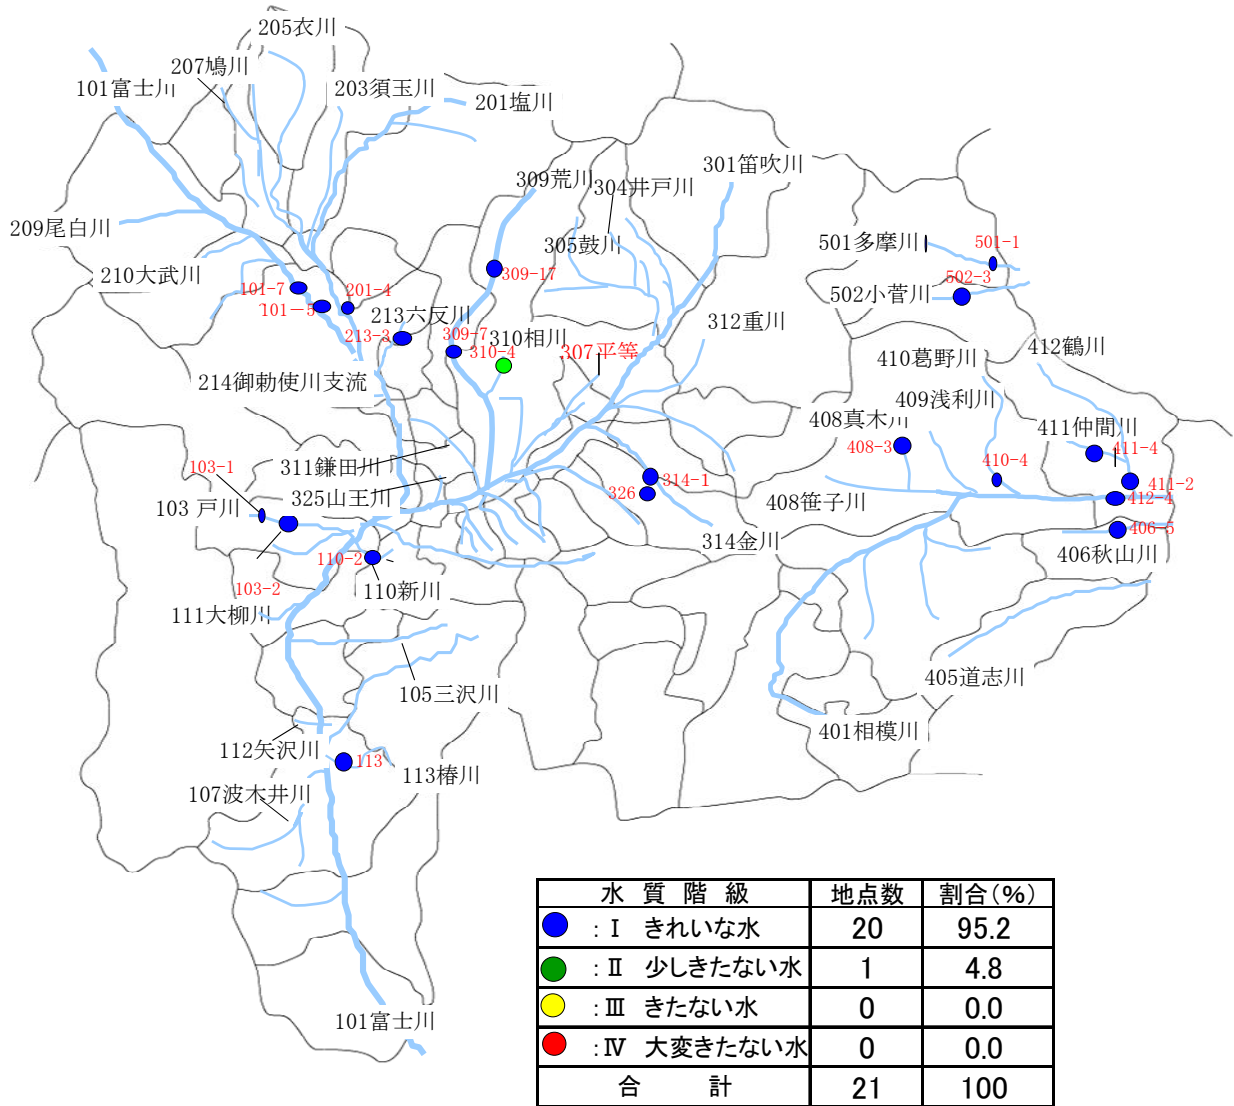 205衣川
207鳩川
101富士川
203須玉川
201塩川
309荒川
304井戸川
301笛吹川
209尾白川
305鼓川
501多摩川
501-1
210大武川
309-17
502-3
101-7
201-4
502小菅川
101－5
213六反川
312重川
213-3
309-7
310相川
310-4
307平等
410葛野川
412鶴川
214御勅使川支流
409浅利川
408真木川
411仲間川
408-3
411-4
311鎌田川
103-1
410-4
314-1
411-2
325山王川
326
412-4
103 戸川
408笹子川
406-5
314金川
406秋山川
110-2
103-2
110新川
111大柳川
405道志川
105三沢川
401相模川
112矢沢川
113
113椿川
107波木井川
101富士川
水 質 階 級 地点数 割合(%)
：Ⅰ きれいな水 20 95.2
：Ⅱ 少しきたない水 1 4.8
：Ⅲ きたない水 0 0.0
：Ⅳ 大変きたない水 0 0.0
合 計 21 100